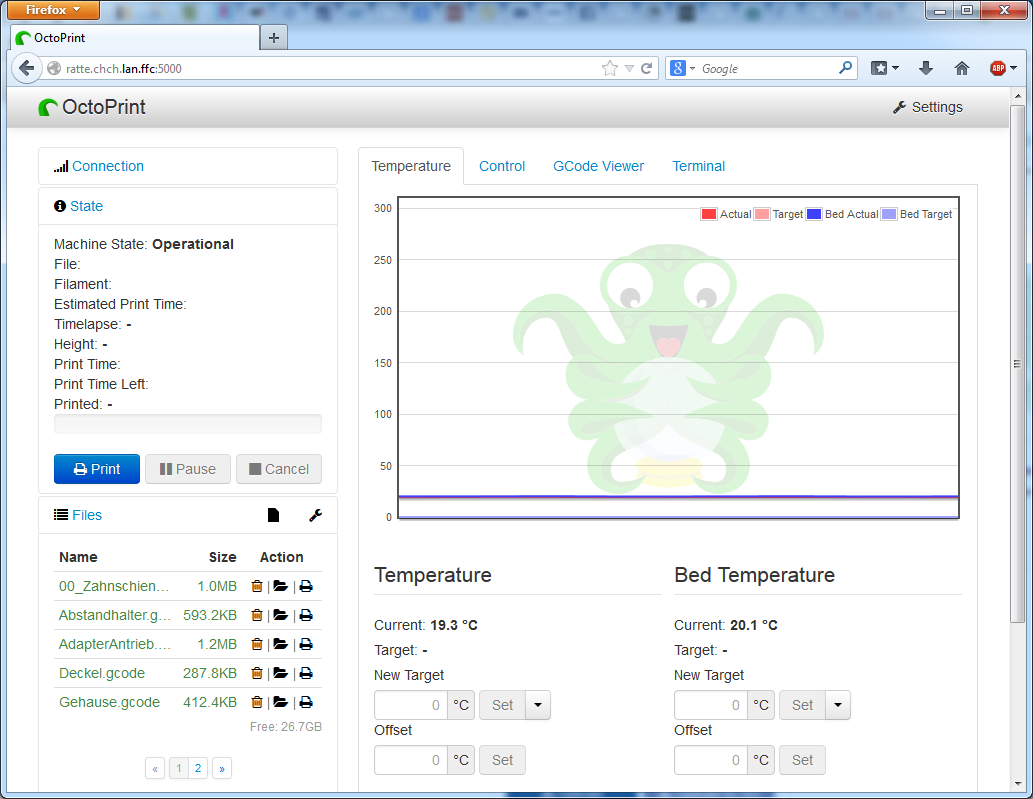 Firefox
OctoPrint
ratte.chch.lan.ffc:5000
Google
ABP
OctoPrint
Settings
Connection
State
Machine State: Operational
File:
Filament:
Estimated Print Time:
Timelapse: -
Height: -
Print Time:
Print Time Left:
Printed: -
Print Pause Cancel
Files
Name Size Action
00_Zahnschien... 1.0MB | |
Abstandhalter.g... 593.2KB | |
AdapterAntrieb.... 1.2MB | |
Deckel.gcode 287.8KB | |
Gehause.gcode 412.4KB | |
Free: 26.7GB
« 1 2 »
Temperature Control GCode Viewer Terminal
Actual Target Bed Actual Bed Target
300
250
200
150
100
50
0
Temperature
Current: 19.3 °C
Target: -
New Target
0 °C Set
Offset
0 °C Set
Bed Temperature
Current: 20.1 °C
Target: -
New Target
0 °C Set
Offset
0 °C Set